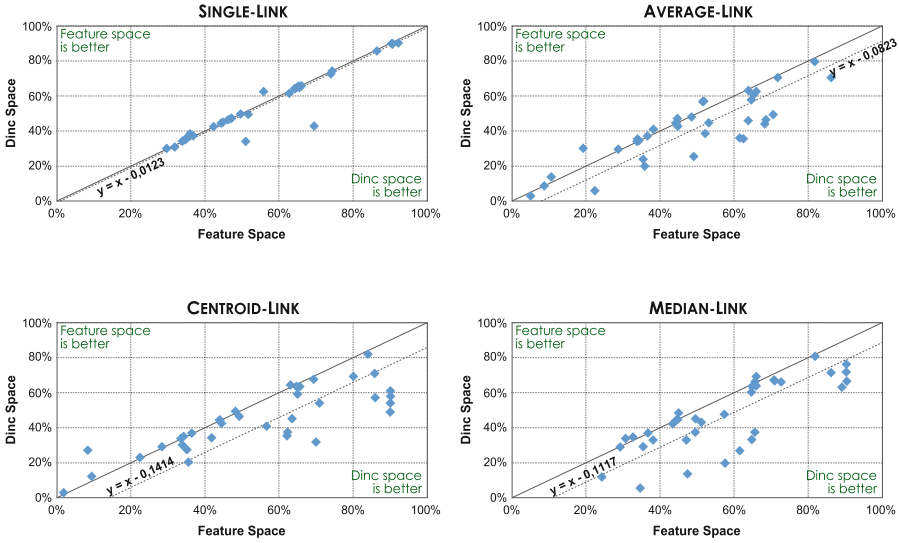 SINGLE-LINK
100%
80%
60%
40%
20%
0%
Dinc Space
Feature space
is better
y = x - 0,0123
Dinc space
is better
0%
20%
40%
60%
80%
100%
Feature Space
AVERAGE-LINK
100%
80%
60%
40%
20%
0%
Dinc Space
Feature space
is better
y = x - 0,0823
Dinc space
is better
0%
20%
40%
60%
80%
100%
Feature Space
CENTROID-LINK
100%
80%
60%
40%
20%
0%
Dinc Space
Feature space
is better
y = x - 0,1414
Dinc space
is better
0%
20%
40%
60%
80%
100%
Feature Space
MEDIAN-LINK
100%
80%
60%
40%
20%
0%
Dinc Space
Feature space
is better
y = x - 0,1117
Dinc space
is better
0%
20%
40%
60%
80%
100%
Feature Space